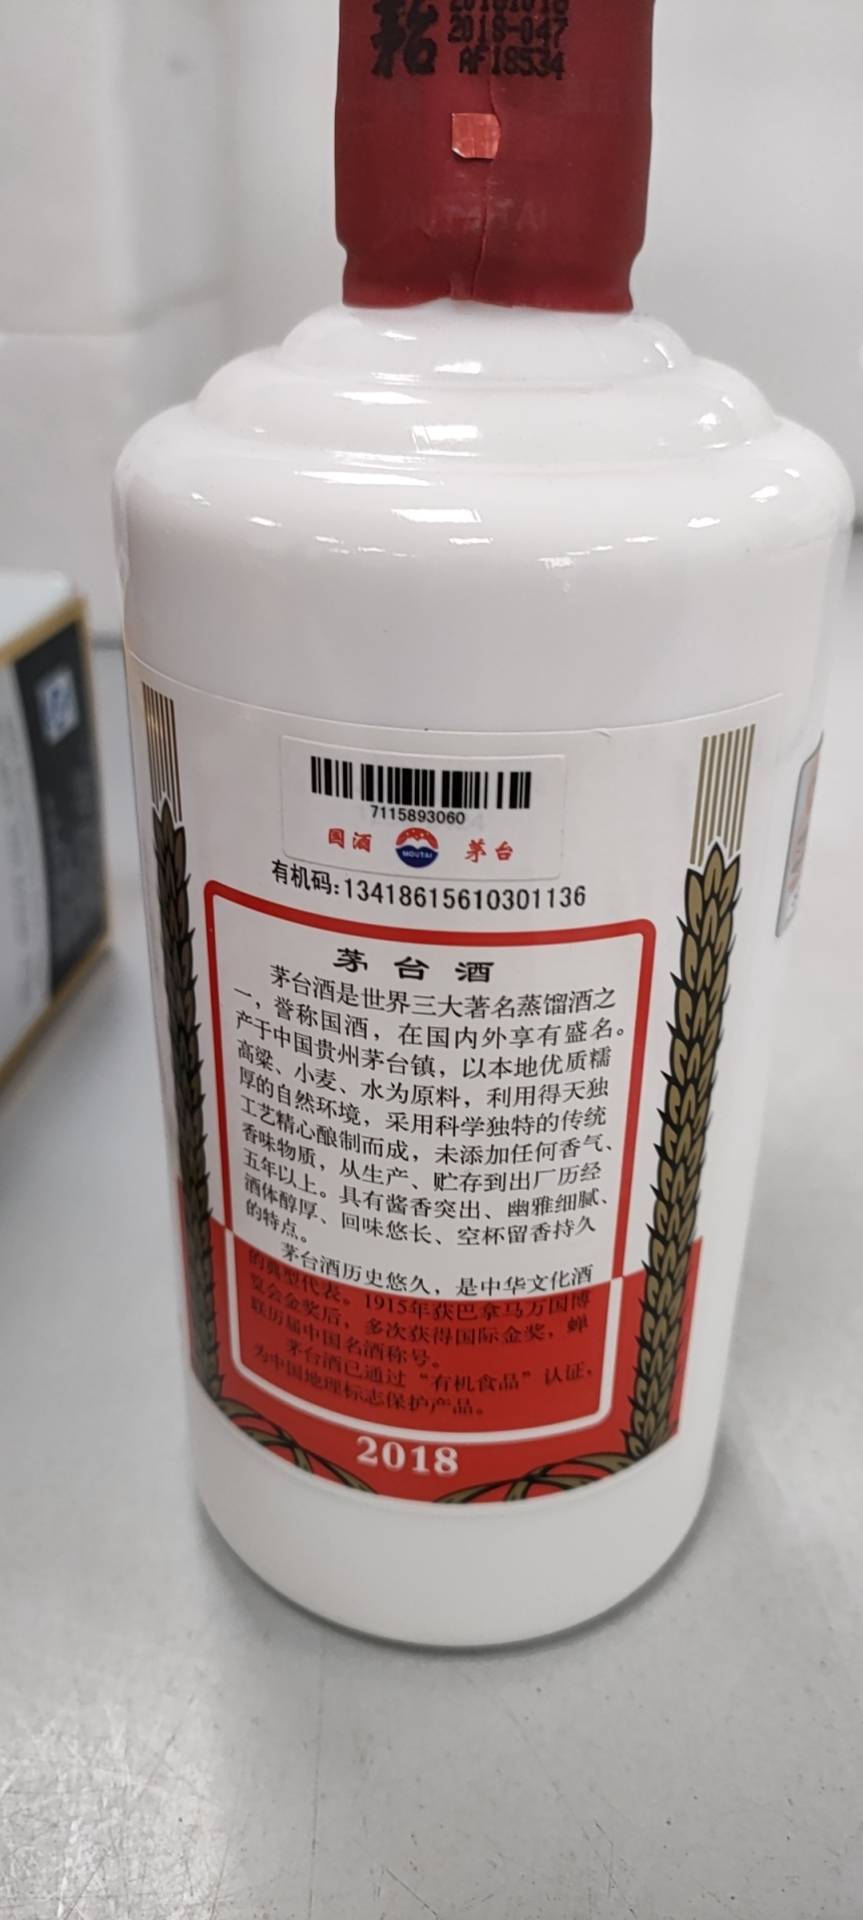 2018-047
AF18534
7115893060
国酒 MOUTAI 茅台
有机码:13418615610301136
茅台酒
茅台酒是世界三大著名蒸馏酒之
一，誉称国酒，在国内外享有盛名。
产于中国贵州茅台镇，以本地优质糯
高粱、小麦、水为原料，利用得天独
厚的自然环境，采用科学独特的传统
工艺精心酿制而成，未添加任何香气、
香味物质，从生产、贮存到出厂历经
五年以上。具有酱香突出、幽雅细腻、
酒体醇厚、回味悠长、空杯留香持久
的特点。
茅台酒历史悠久，是中华文化酒
的典型代表。1915年获巴拿马万国博
览会金奖后，多次获得国际金奖，蝉
联历届中国名酒称号。
茅台酒已通过“有机食品”认证，
为中国地理标志保护产品。
2018